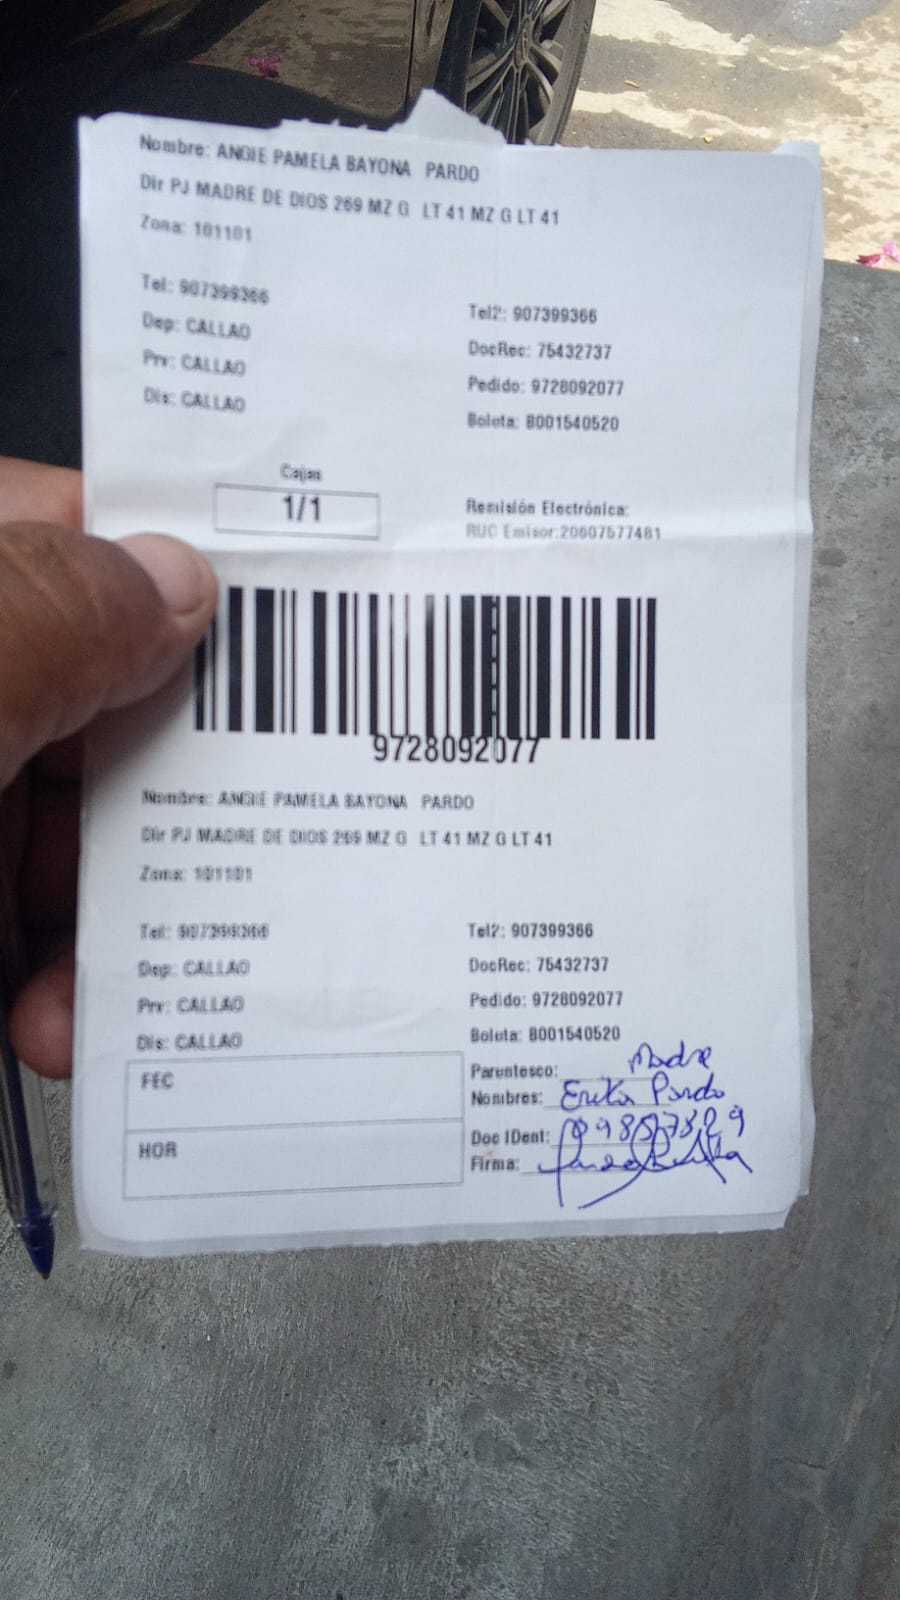 Nombre: ANGIE PAMELA BAYONA PARDO
Dir PJ MADRE DE DIOS 269 MZ G LT 41 MZ G LT 41
Zona: 101101
Tel: 907399366 Tel2: 907399366
Dep: CALLAO DocRec: 75432737
Prv: CALLAO Pedido: 9728092077
Dis: CALLAO Boleta: B001540520
Cajas
1/1
Remisión Electrónica:
RUC Emisor:20607577481
9728092077
Nombre: ANGIE PAMELA BAYONA PARDO
Dir PJ MADRE DE DIOS 269 MZ G LT 41 MZ G LT 41
Zona: 101101
Tel: 907399366 Tel2: 907399366
Dep: CALLAO DocRec: 75432737
Prv: CALLAO Pedido: 9728092077
Dis: CALLAO Boleta: B001540520
FEC
HOR
Parentesco: Madre
Nombres: Erika Pardo
Doc IDent:
Firma: